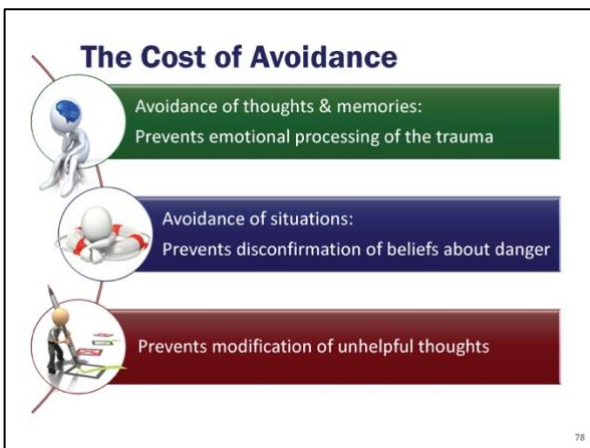 The Cost of Avoidance
Avoidance of thoughts & memories:
Prevents emotional processing of the trauma
Avoidance of situations:
Prevents disconfirmation of beliefs about danger
Prevents modification of unhelpful thoughts
78